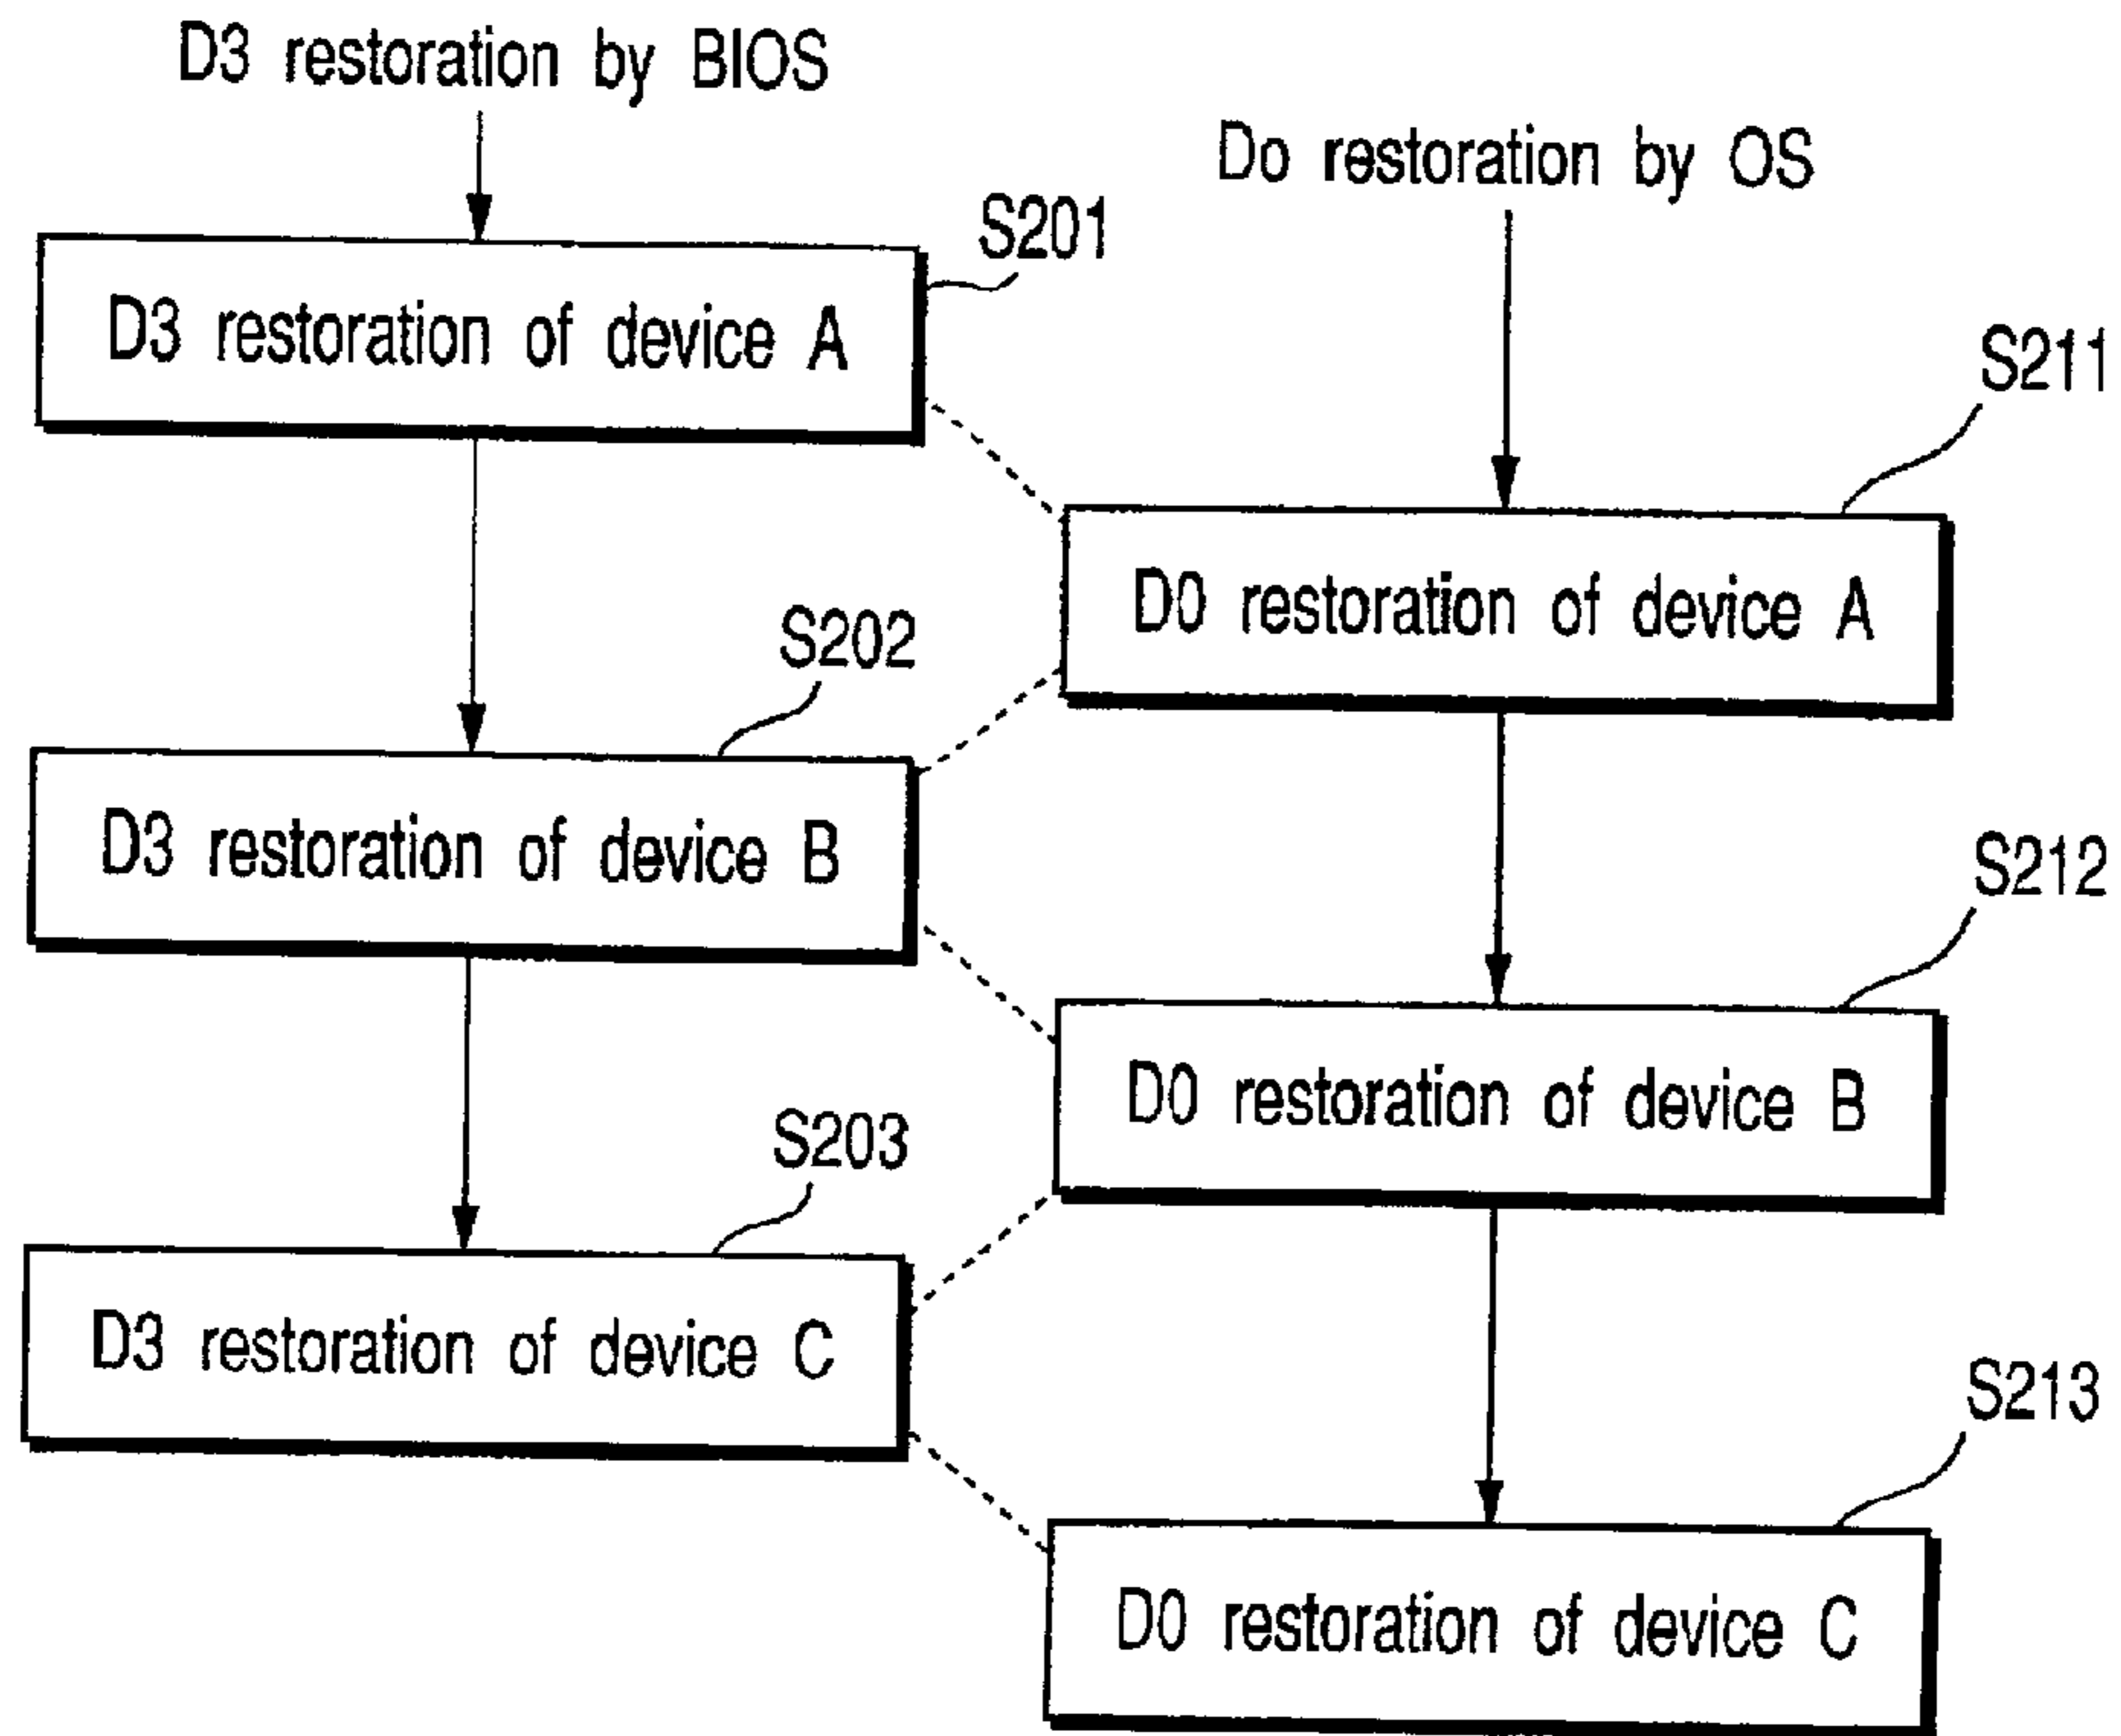 D3 restoration by BIOS
Do restoration by OS
S201
D3 restoration of device A
S211
D0 restoration of device A
S202
D3 restoration of device B
S212
D0 restoration of device B
S203
D3 restoration of device C
S213
D0 restoration of device C